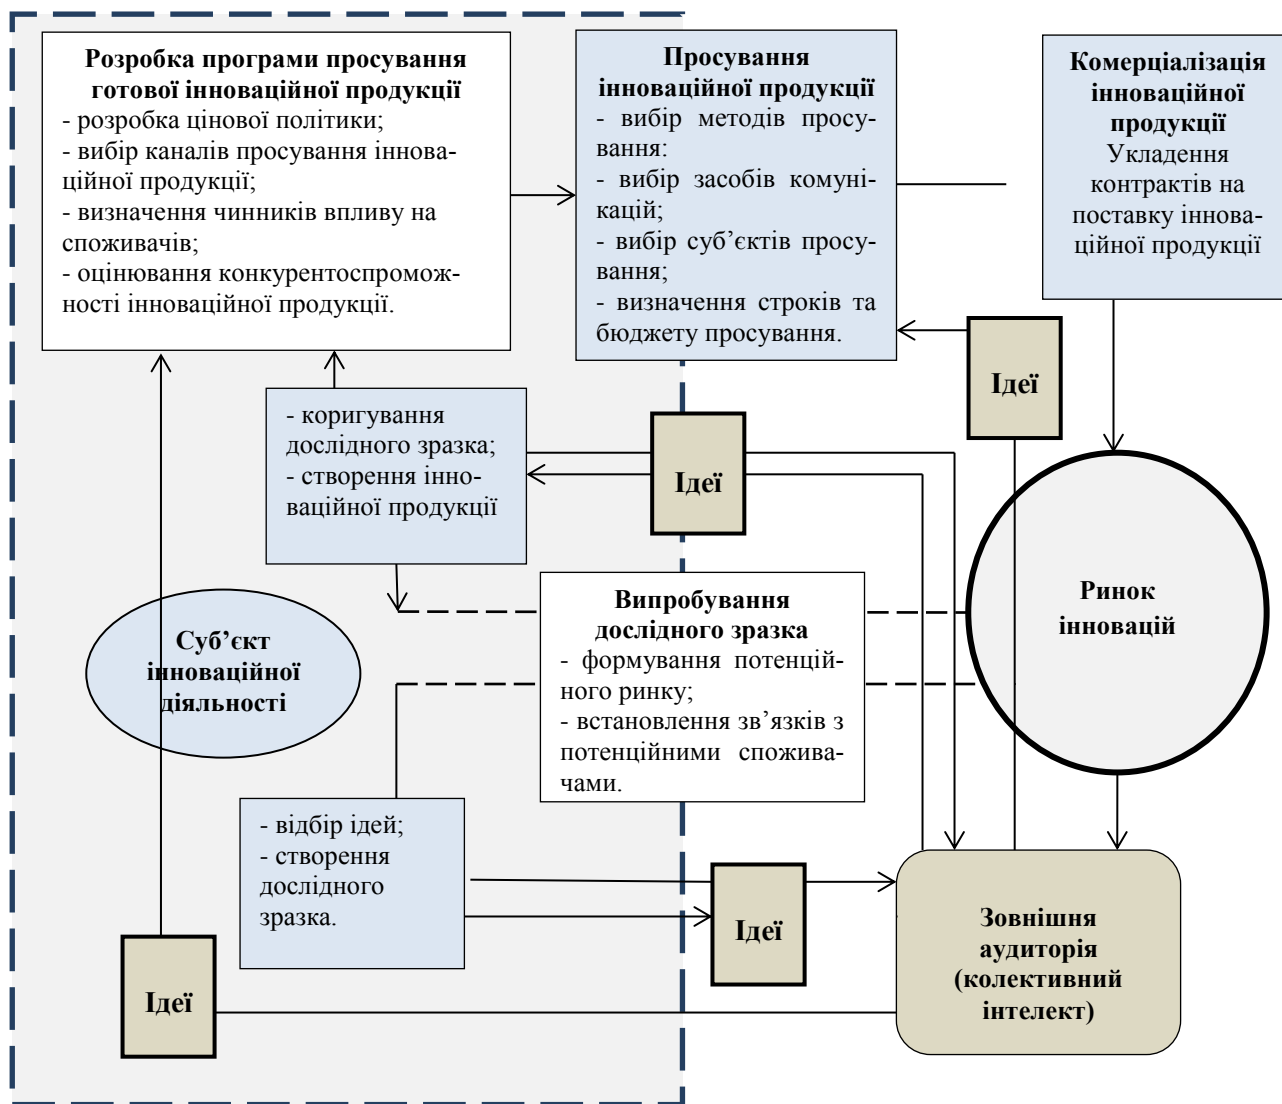 Розробка програми просування
готової інноваційної продукції
- розробка цінової політики;
- вибір каналів просування іннова-
ційної продукції;
- визначення чинників впливу на
споживачів;
- оцінювання конкурентоспромож-
ності інноваційної продукції.
Просування
інноваційної продукції
- вибір методів просу-
вання:
- вибір засобів комуні-
кацій;
- вибір суб’єктів просу-
вання;
- визначення строків та
бюджету просування.
Комерціалізація
інноваційної
продукції
Укладення
контрактів на
поставку іннова-
ційної продукції
Ідеї
- коригування
дослідного зразка;
- створення інно-
ваційної продукції
Ідеї
Випробування
дослідного зразка
- формування потенцій-
ного ринку;
- встановлення зв’язків з
потенційними спожива-
чами.
Ринок
інновацій
Суб’єкт
інноваційної
діяльності
- відбір ідей;
- створення
дослідного
зразка.
Ідеї
Ідеї
Зовнішня
аудиторія
(колективний
інтелект)